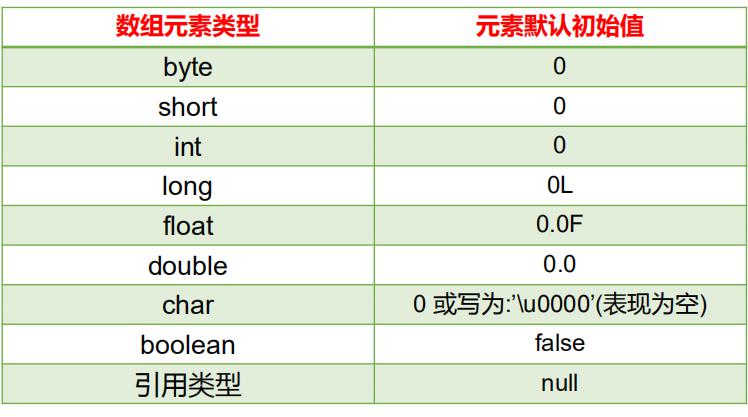 数组元素类型 元素默认初始值
byte 0
short 0
int 0
long 0L
float 0.0F
double 0.0
char 0 或写为:’\u0000’(表现为空)
boolean false
引用类型 null